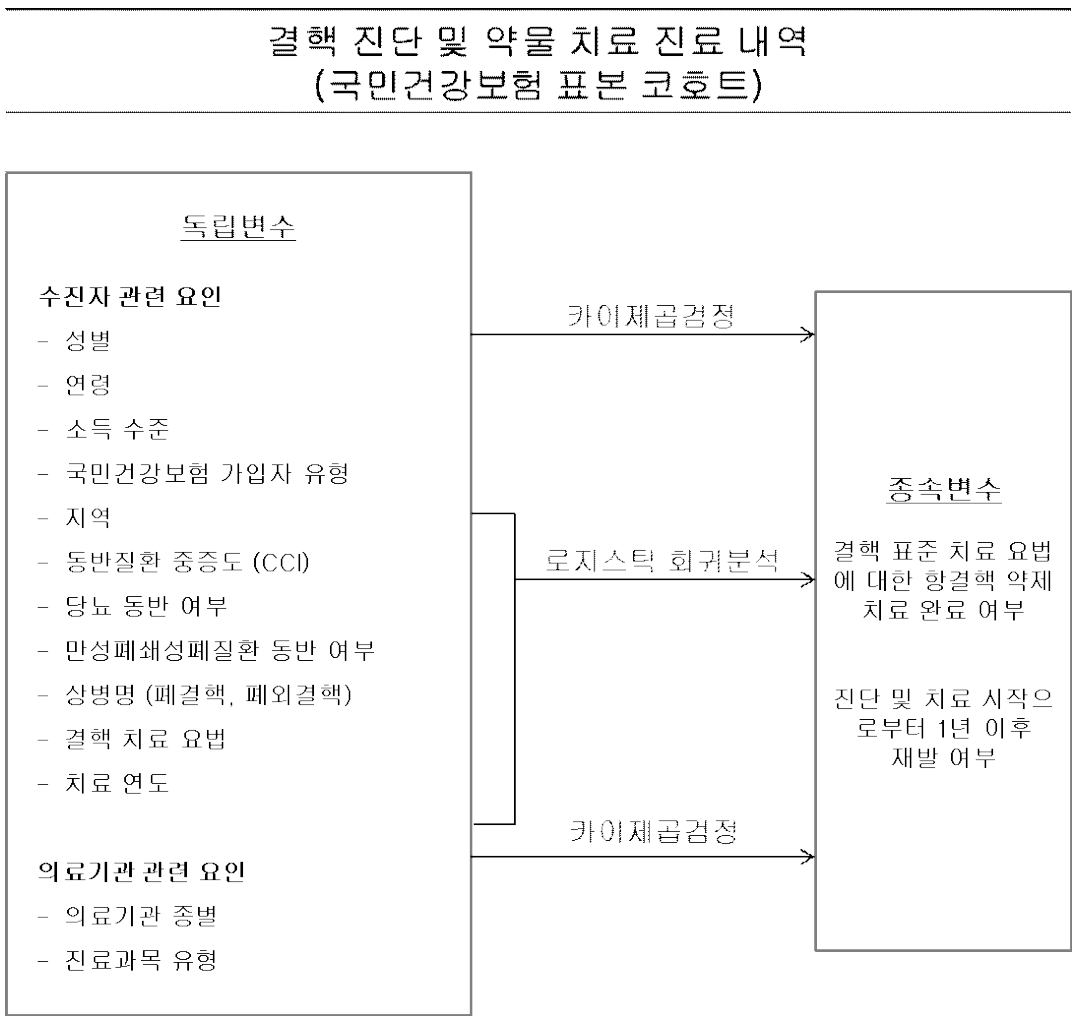 결핵 진단 및 약물 치료 진료 내역
(국민건강보험 표본 코호트)
독립변수
수진자 관련 요인
- 성별
- 연령
- 소득 수준
- 국민건강보험 가입자 유형
- 지역
- 동반질환 중증도 (CCI)
- 당뇨 동반 여부
- 만성폐쇄성폐질환 동반 여부
- 상병명 (폐결핵, 폐외결핵)
- 결핵 치료 요법
- 치료 연도
의료기관 관련 요인
- 의료기관 종별
- 진료과목 유형
카이제곱검정
로지스틱 회귀분석
카이제곱검정
종속변수
결핵 표준 치료 요법
에 대한 항결핵 약제
치료 완료 여부
진단 및 치료 시작으
로부터 1년 이후
재발 여부